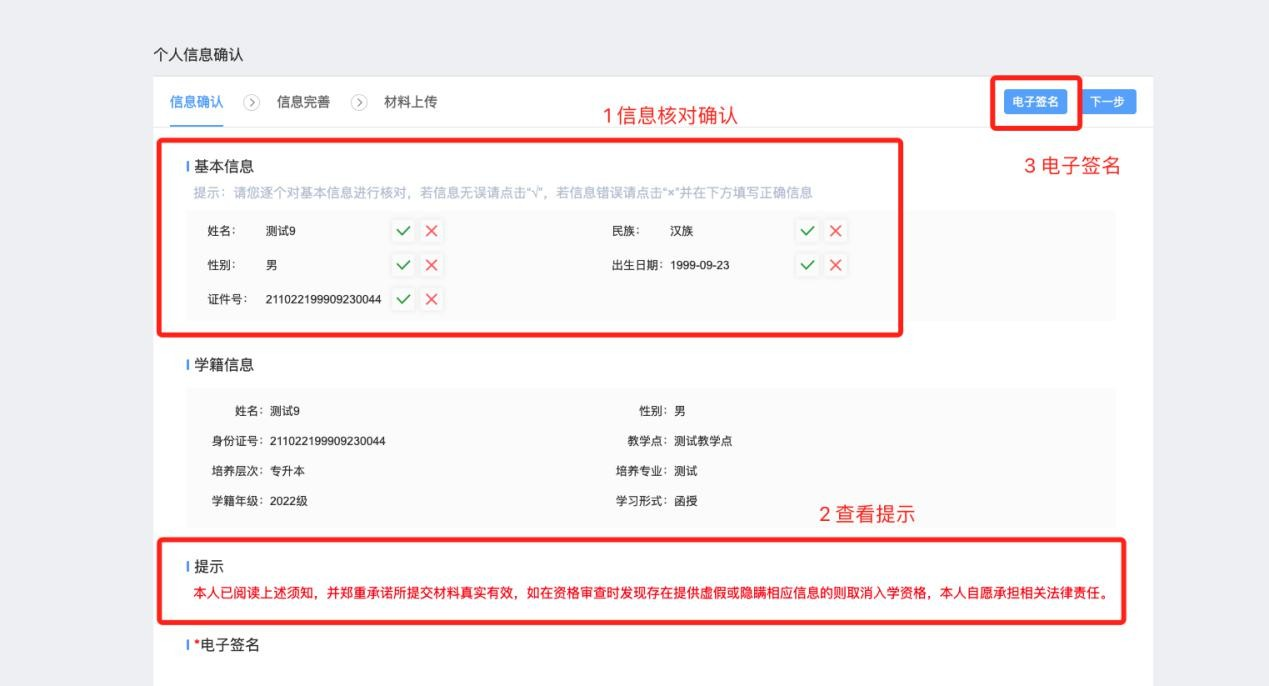 个人信息确认
信息确认 信息完善 材料上传 电子签名 下一步
1 信息核对确认
3 电子签名
基本信息
提示：请您逐个对基本信息进行核对，若信息无误请点击“√”，若信息错误请点击“×”并在下方填写正确信息
姓名： 测试9 民族： 汉族
性别： 男 出生日期： 1999-09-23
证件号： 211022199909230044
学籍信息
姓名： 测试9 性别： 男
身份证号： 211022199909230044 教学点： 测试教学点
培养层次： 专升本 培养专业： 测试
学籍年级： 2022级 学习形式： 函授
2 查看提示
提示
本人已阅读上述须知，并郑重承诺所提交材料真实有效，如在资格审查时发现存在提供虚假或隐瞒相应信息的则取消入学资格，本人自愿承担相关法律责任。
*电子签名